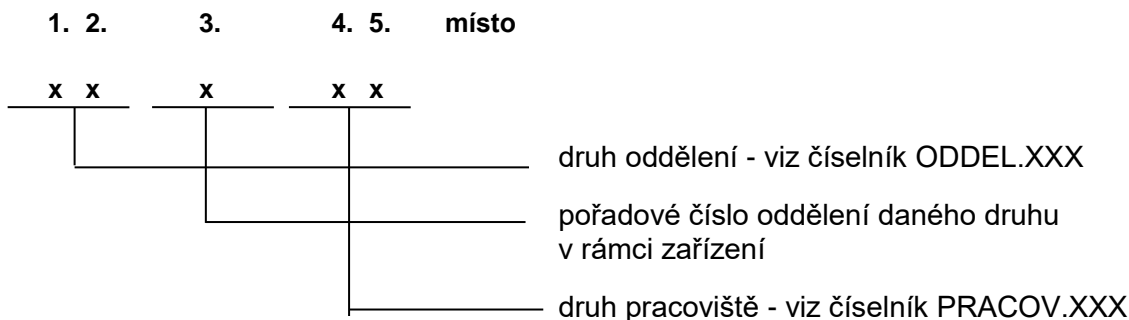 1. 2. 3. 4. 5. místo
x x x x x
druh oddělení - viz číselník ODDEL.XXX
pořadové číslo oddělení daného druhu
v rámci zařízení
druh pracoviště - viz číselník PRACOV.XXX